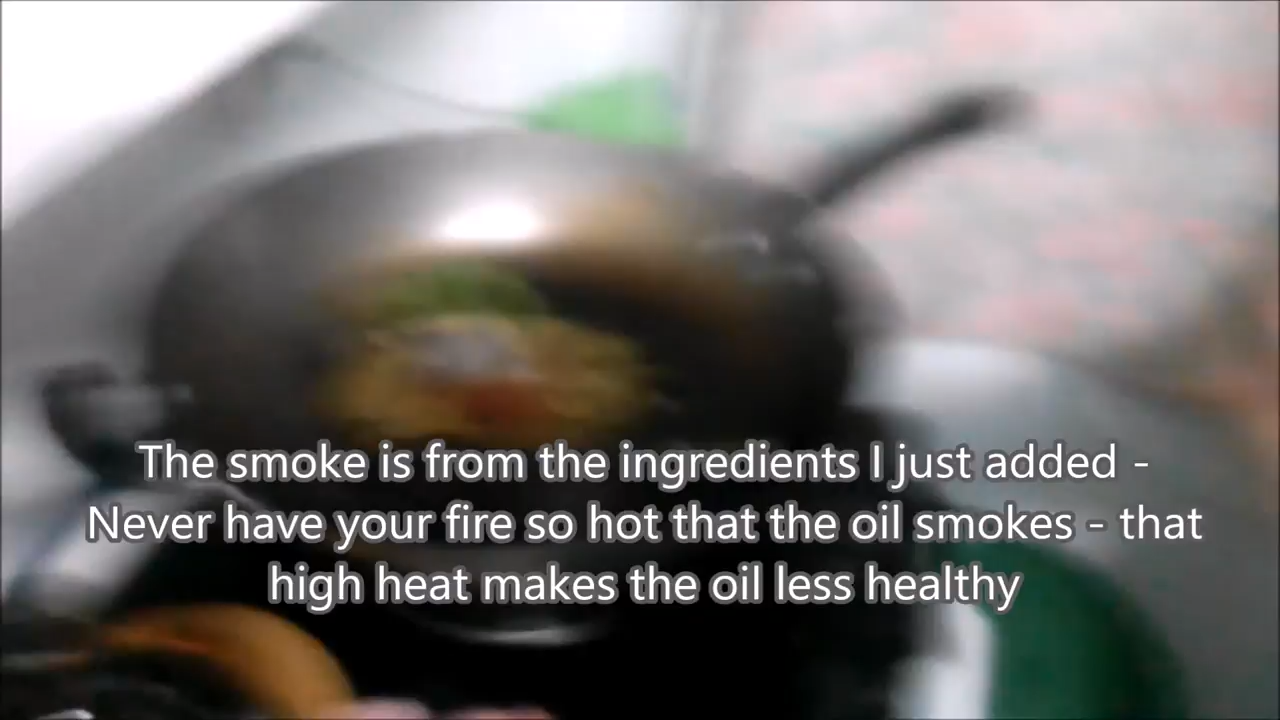 The smoke is from the ingredients I just added -
Never have your fire so hot that the oil smokes - that
high heat makes the oil less healthy